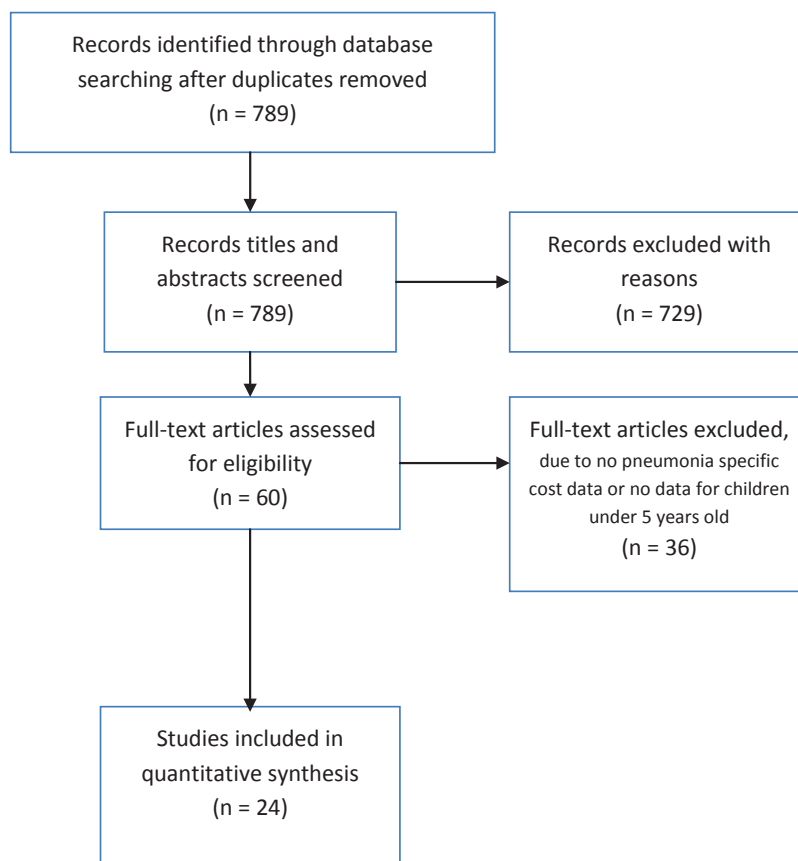 Records identified through database
searching after duplicates removed
(n = 789)
Records titles and
abstracts screened
(n = 789)
Records excluded with
reasons
(n = 729)
Full-text articles assessed
for eligibility
(n = 60)
Full-text articles excluded,
due to no pneumonia specific
cost data or no data for children
under 5 years old
(n = 36)
Studies included in
quantitative synthesis
(n = 24)